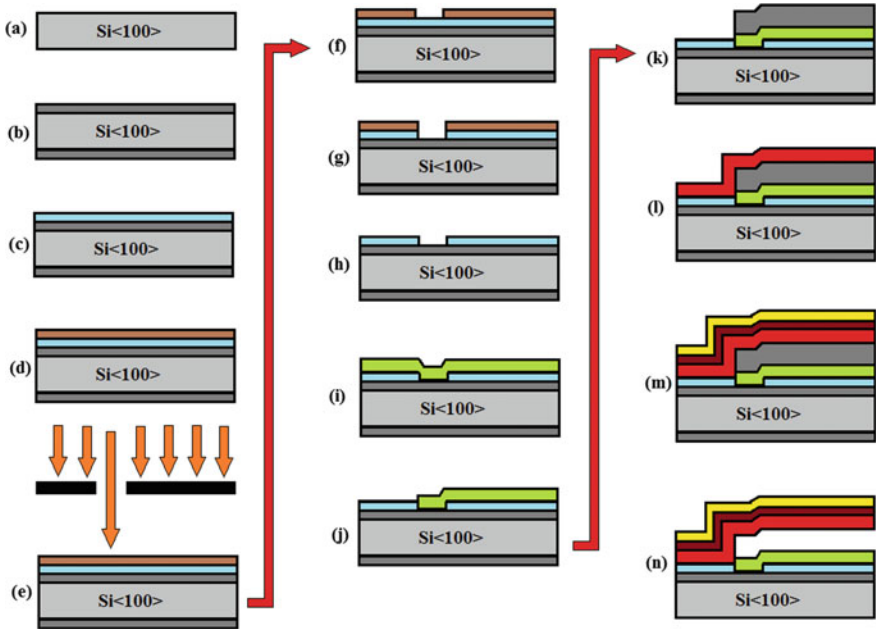 (a) Si<100>
(b) Si<100>
(c) Si<100>
(d) Si<100>
(e) Si<100>
(f) Si<100>
(g) Si<100>
(h) Si<100>
(i) Si<100>
(j) Si<100>
(k) Si<100>
(l) Si<100>
(m) Si<100>
(n) Si<100>